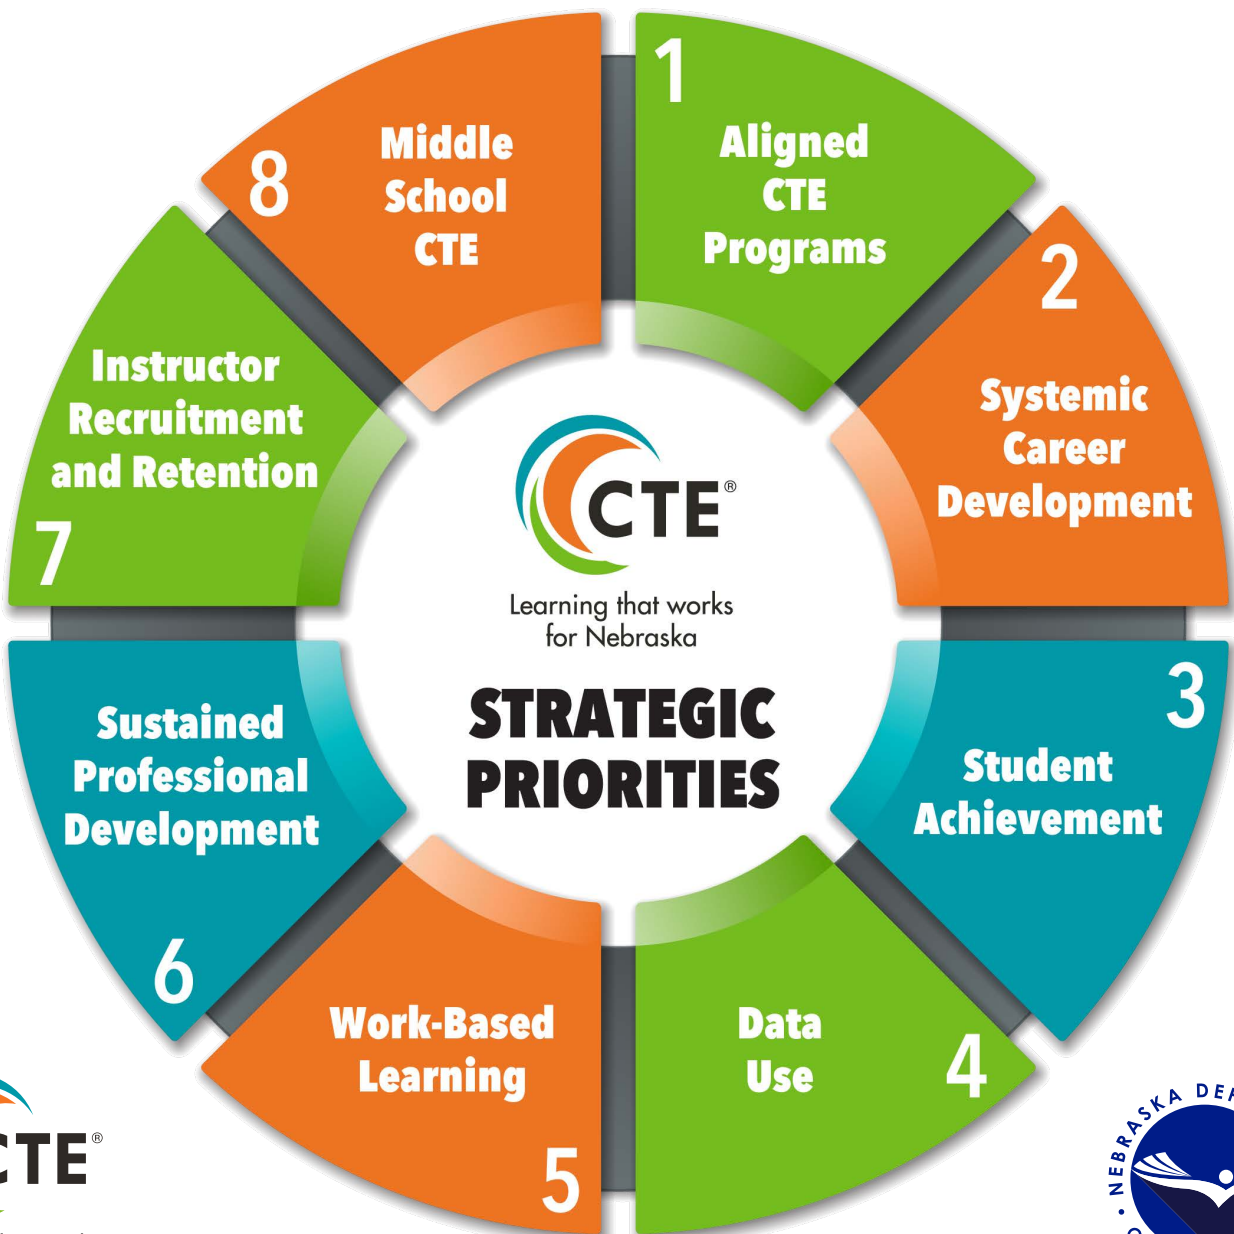 1
Aligned
CTE
Programs
2
Systemic
Career
Development
3
Student
Achievement
4
Data
Use
5
Work-Based
Learning
6
Sustained
Professional
Development
7
Instructor
Recruitment
and Retention
8
Middle
School
CTE
CTE®
Learning that works
for Nebraska
STRATEGIC
PRIORITIES
CTE®
NEBRASKA